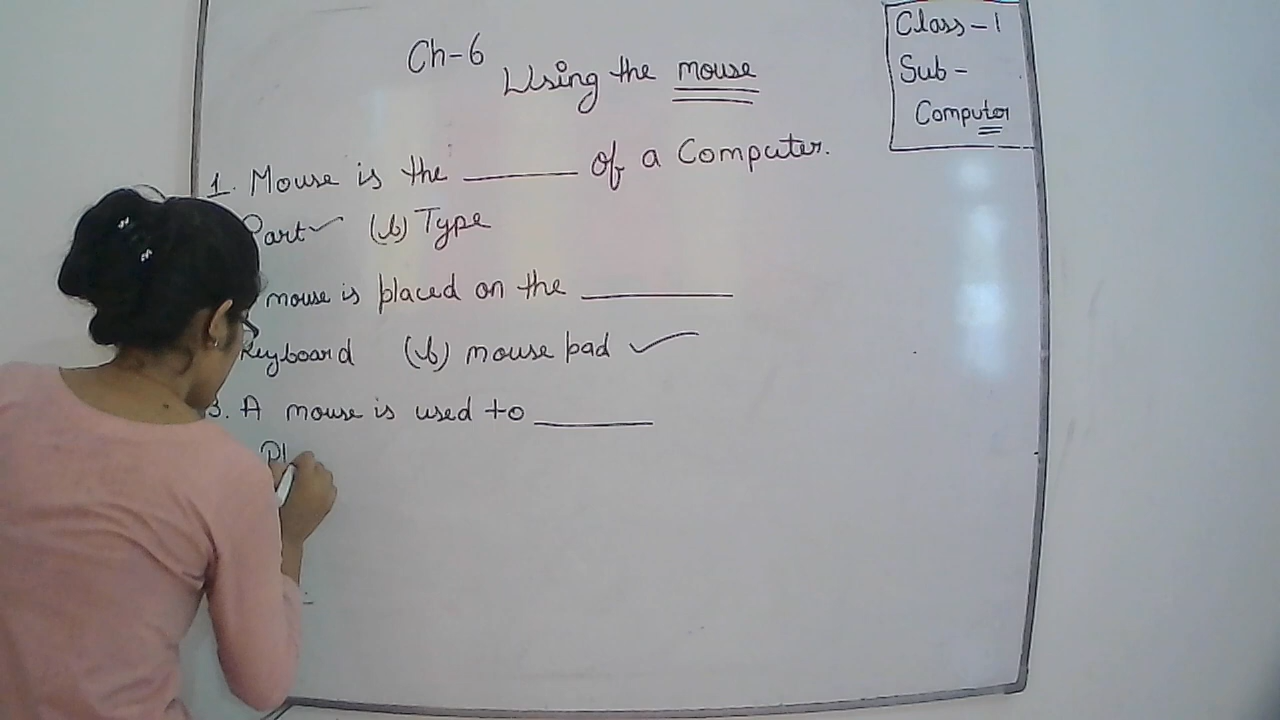 Ch-6 Using the mouse
Class-1
Sub-
Computer
1. Mouse is the ______ of a Computer.
Part ✓ (b) Type
mouse is placed on the ______
Keyboard (b) mouse pad ✓
3. A mouse is used to ______
Pl